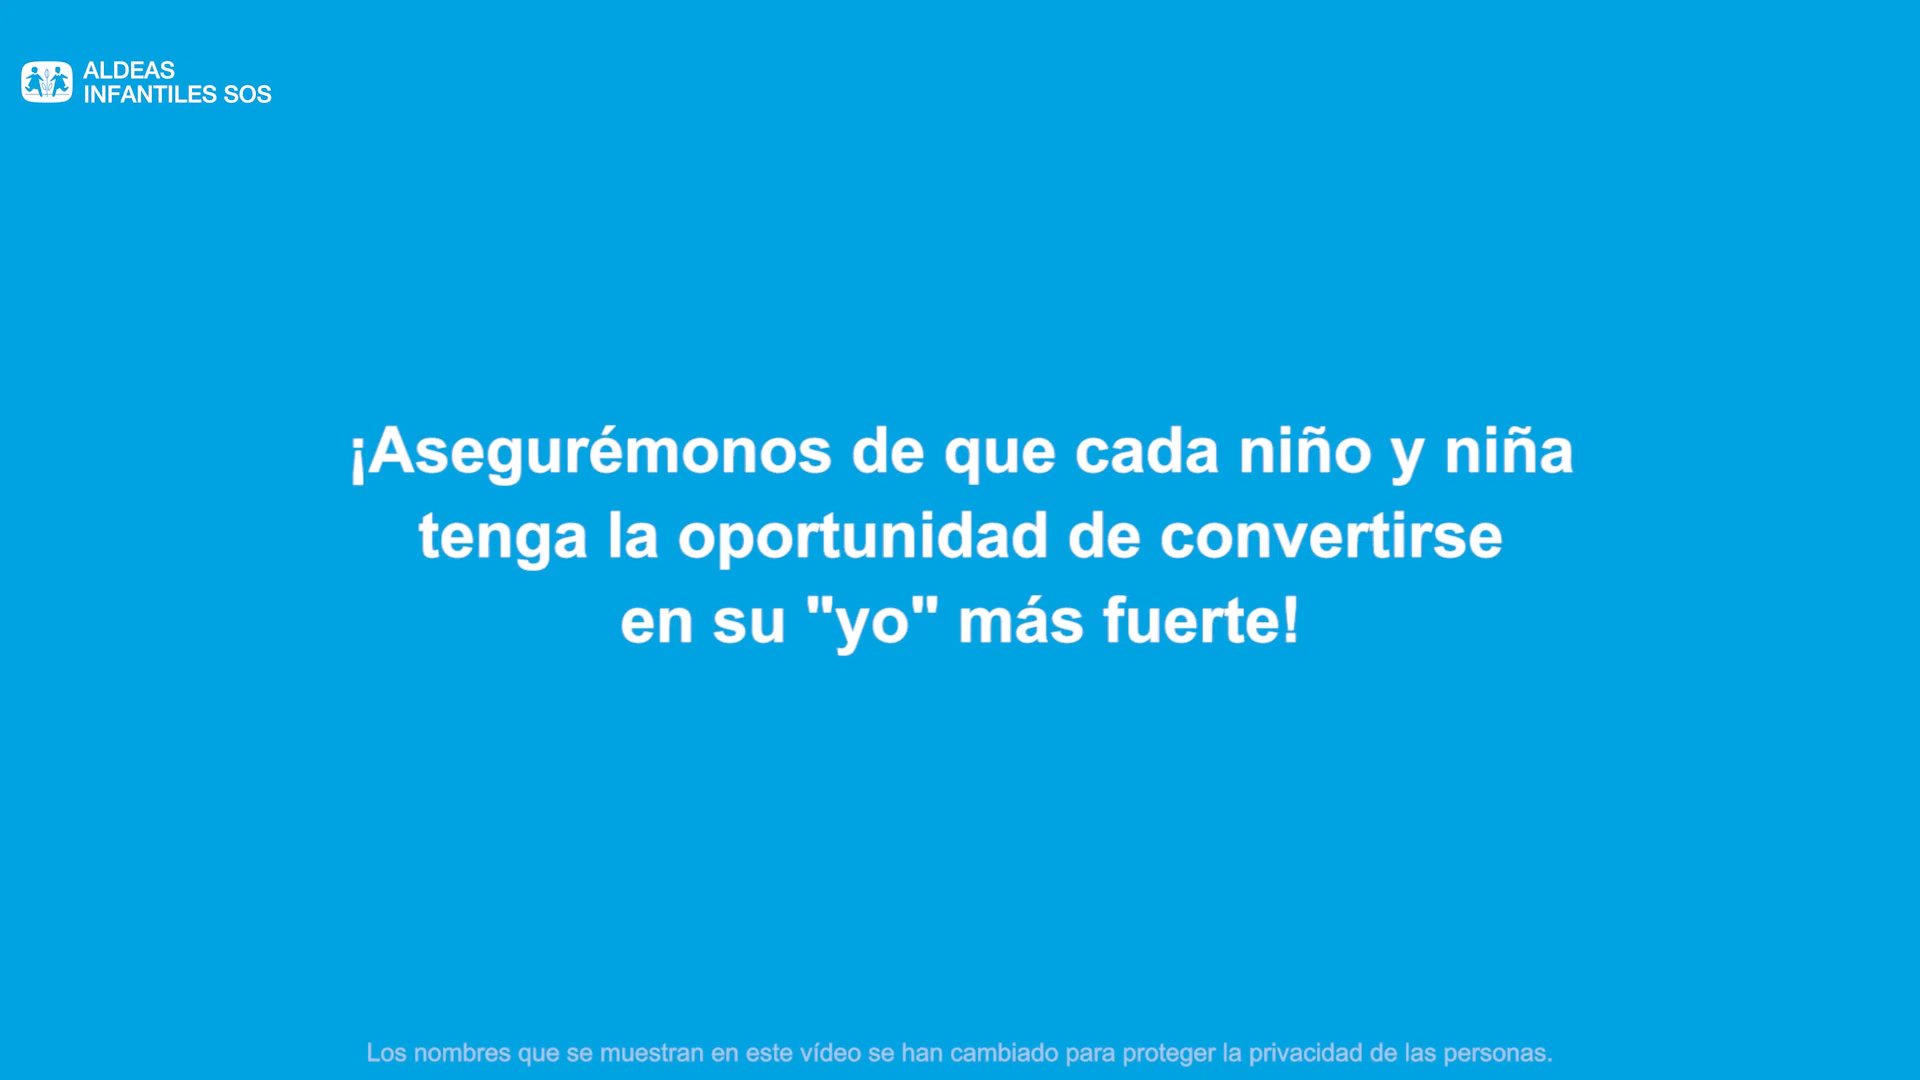 ALDEAS
INFANTILES SOS
¡Asegurémonos de que cada niño y niña
tenga la oportunidad de convertirse
en su "yo" más fuerte!
Los nombres que se muestran en este vídeo se han cambiado para proteger la privacidad de las personas.